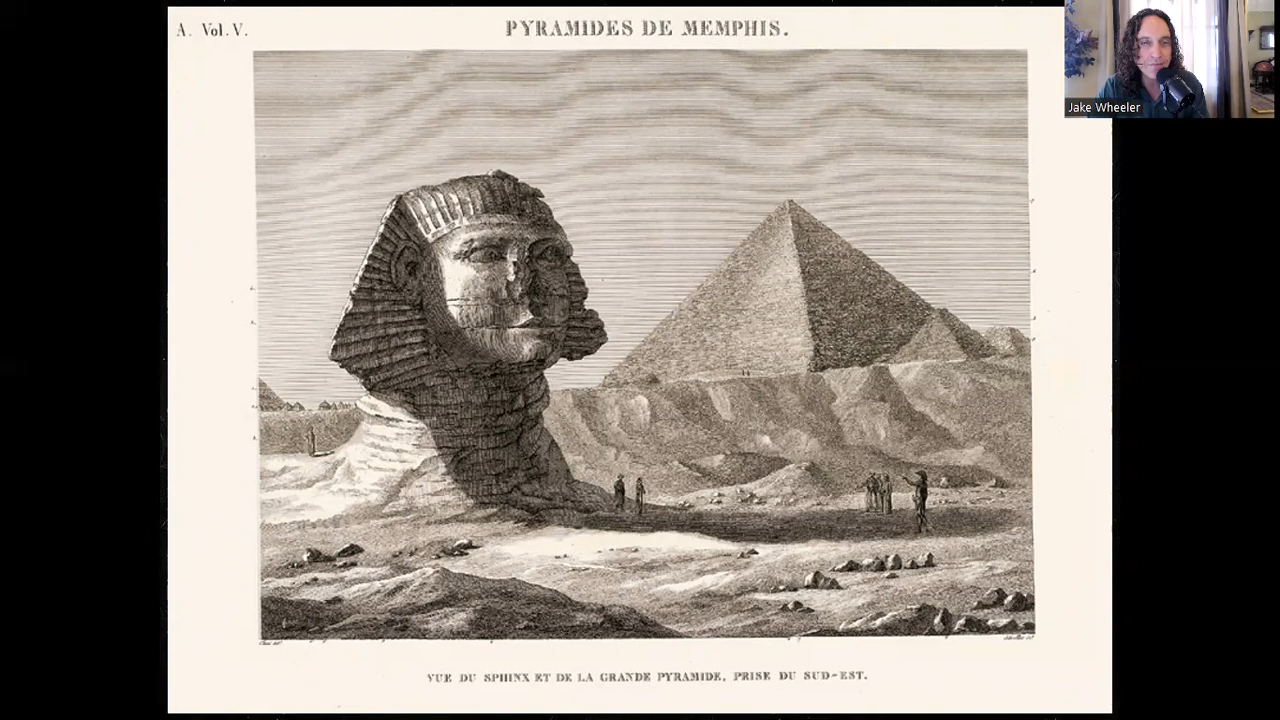 A. Vol. V.
PYRAMIDES DE MEMPHIS.
Jake Wheeler
VUE DU SPHINX ET DE LA GRANDE PYRAMIDE, PRISE DU SUD-EST.